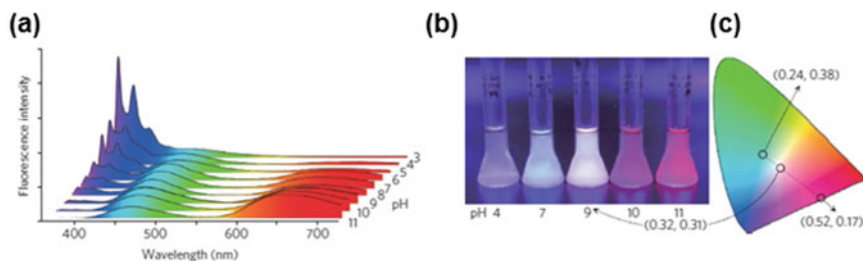 (a)
Fluorescence intensity
400 500 600 700
Wavelength (nm)
3
4
5
6
7
8
9
10
11
pH
(b)
pH 4 7 9 10 11
(c)
(0.24, 0.38)
(0.32, 0.31)
(0.52, 0.17)